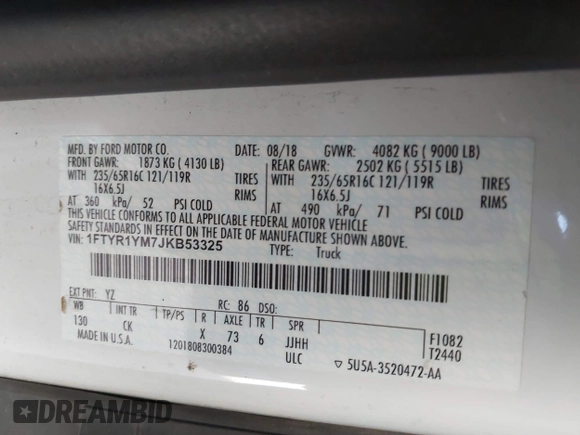 MFD. BY FORD MOTOR CO. DATE: 08/18 GVWR: 4082 KG ( 9000 LB)
FRONT GAWR: 1873 KG ( 4130 LB) REAR GAWR: 2502 KG ( 5515 LB)
WITH 235/65R16C 121/119R TIRES WITH 235/65R16C 121/119R TIRES
16X6.5J RIMS 16X6.5J RIMS
AT 360 kPa/ 52 PSI COLD AT 490 kPa/ 71 PSI COLD
THIS VEHICLE CONFORMS TO ALL APPLICABLE FEDERAL MOTOR VEHICLE
SAFETY STANDARDS IN EFFECT ON THE DATE OF MANUFACTURE SHOWN ABOVE.
VIN: 1FTYR1YM7JKB53325
TYPE: Truck
EXT PNT: YZ RC: 86 DSO:
WB INT TR TP/PS R AXLE TR SPR
130 CK X 73 6 JJHH
ULC
F1082
T2440
MADE IN U.S.A. 1201808300384
5U5A-3520472-AA
DREAMBID